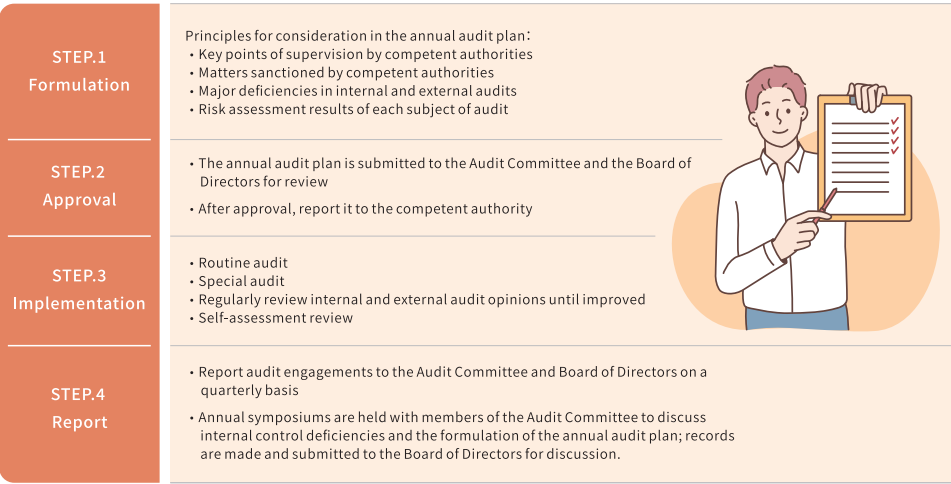 STEP.1
Formulation
Principles for consideration in the annual audit plan:
• Key points of supervision by competent authorities
• Matters sanctioned by competent authorities
• Major deficiencies in internal and external audits
• Risk assessment results of each subject of audit
STEP.2
Approval
• The annual audit plan is submitted to the Audit Committee and the Board of
Directors for review
• After approval, report it to the competent authority
STEP.3
Implementation
• Routine audit
• Special audit
• Regularly review internal and external audit opinions until improved
• Self-assessment review
STEP.4
Report
• Report audit engagements to the Audit Committee and Board of Directors on a
quarterly basis
• Annual symposiums are held with members of the Audit Committee to discuss
internal control deficiencies and the formulation of the annual audit plan; records
are made and submitted to the Board of Directors for discussion.